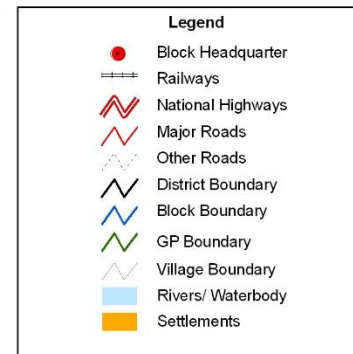 Legend
Block Headquarter
Railways
National Highways
Major Roads
Other Roads
District Boundary
Block Boundary
GP Boundary
Village Boundary
Rivers/ Waterbody
Settlements